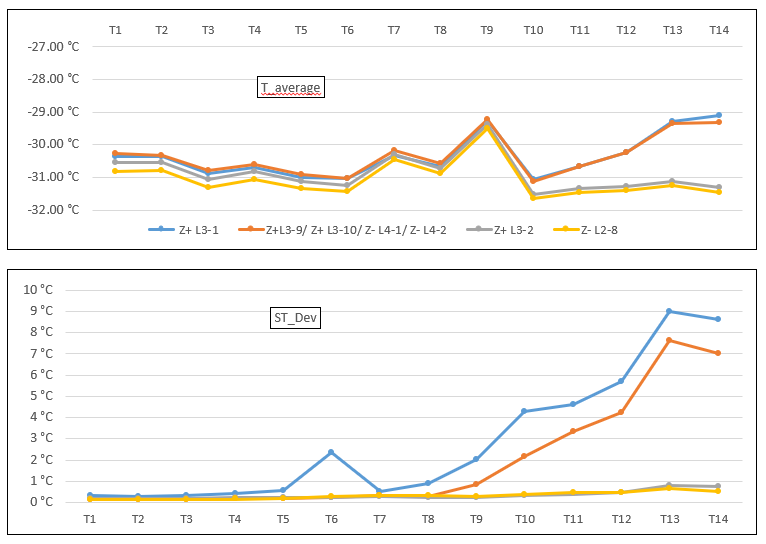 T1 T2 T3 T4 T5 T6 T7 T8 T9 T10 T11 T12 T13 T14
-27.00 °C
-28.00 °C
T_average
-29.00 °C
-30.00 °C
-31.00 °C
-32.00 °C
Z+ L3-1 Z+L3-9/ Z+ L3-10/ Z- L4-1/ Z- L4-2 Z+ L3-2 Z- L2-8
10 °C
9 °C
ST_Dev
8 °C
7 °C
6 °C
5 °C
4 °C
3 °C
2 °C
1 °C
0 °C
T1 T2 T3 T4 T5 T6 T7 T8 T9 T10 T11 T12 T13 T14